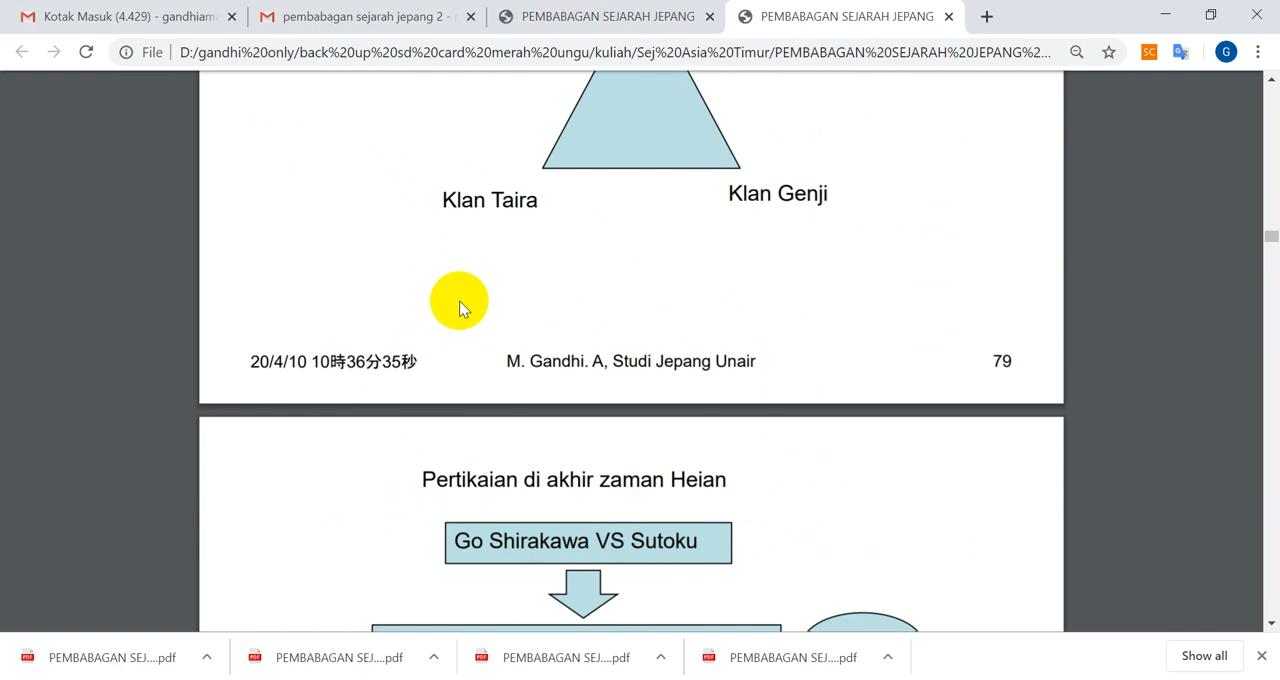 Kotak Masuk (4.429) - gandhiam
pembabagan sejarah jepang 2 -
PEMBABAGAN SEJARAH JEPANG
PEMBABAGAN SEJARAH JEPANG
File
D:/gandhi%20only/back%20up%20sd%20card%20merah%20ungu/kuliah/Sej%20Asia%20Timur/PEMBABAGAN%20SEJARAH%20JEPANG%2...
SC
G
G
Klan Taira
Klan Genji
20/4/10 10時36分35秒
M. Gandhi. A, Studi Jepang Unair
79
Pertikaian di akhir zaman Heian
Go Shirakawa VS Sutoku
PEMBABAGAN SEJ....pdf
PEMBABAGAN SEJ....pdf
PEMBABAGAN SEJ....pdf
PEMBABAGAN SEJ....pdf
Show all